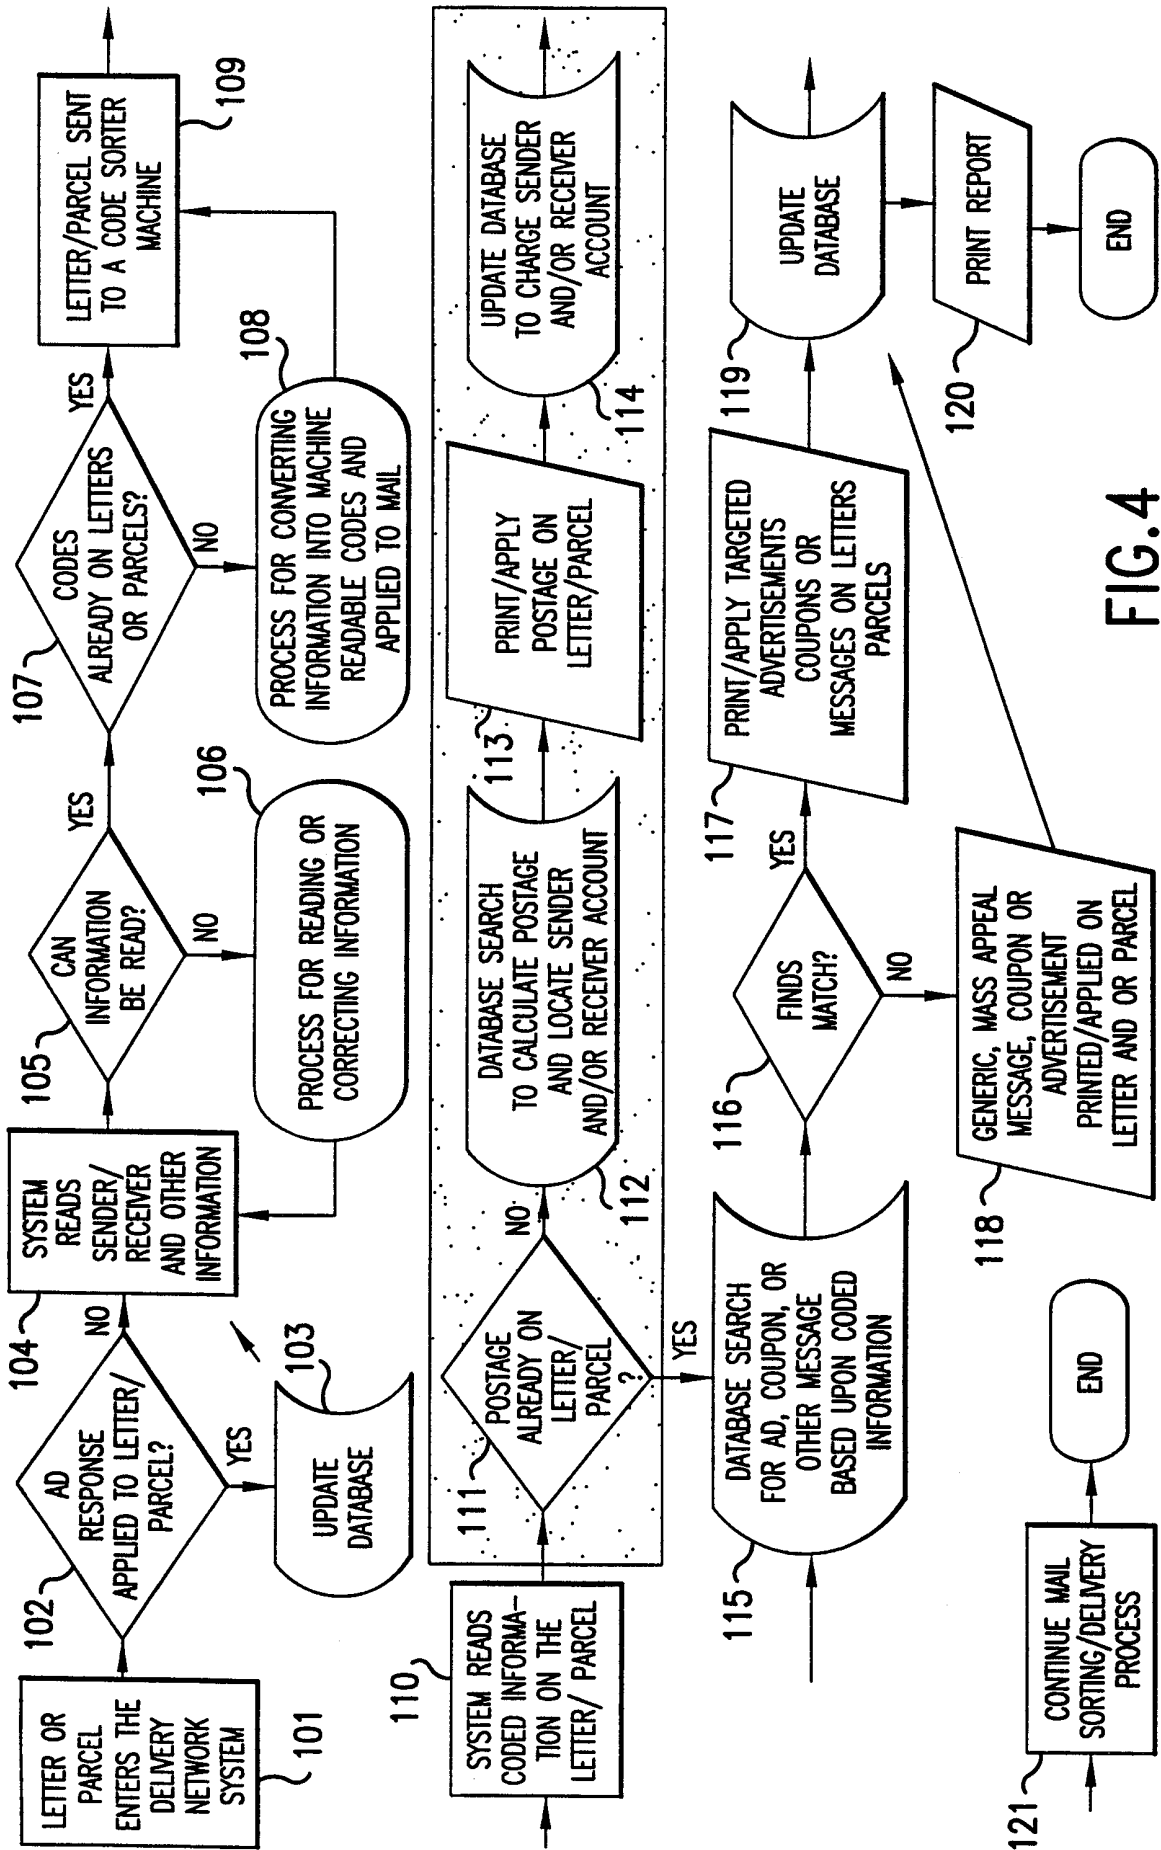 LETTER OR
PARCEL
ENTERS THE
DELIVERY
NETWORK
SYSTEM
101
AD
RESPONSE
APPLIED TO LETTER/
PARCEL?
102
NO
YES
UPDATE
DATABASE
103
SYSTEM
READS
SENDER/
RECEIVER
AND OTHER
INFORMATION
104
CAN
INFORMATION
BE READ?
105
YES
NO
PROCESS FOR READING OR
CORRECTING INFORMATION
106
CODES
ALREADY ON LETTERS
OR PARCELS?
107
YES
NO
PROCESS FOR CONVERTING
INFORMATION INTO MACHINE
READABLE CODES AND
APPLIED TO MAIL
108
LETTER/PARCEL SENT
TO A CODE SORTER
MACHINE
109
SYSTEM READS
CODED INFORMA-
TION ON THE
LETTER/ PARCEL
110
POSTAGE
ALREADY ON
LETTER/
PARCEL
?
111
NO
YES
DATABASE SEARCH
TO CALCULATE POSTAGE
AND LOCATE SENDER
AND/OR RECEIVER ACCOUNT
112
PRINT/APPLY
POSTAGE ON
LETTER/PARCEL
113
UPDATE DATABASE
TO CHARGE SENDER
AND/OR RECEIVER
ACCOUNT
114
DATABASE SEARCH
FOR AD, COUPON, OR
OTHER MESSAGE
BASED UPON CODED
INFORMATION
115
FINDS
MATCH?
116
YES
NO
PRINT/APPLY TARGETED
ADVERTISEMENTS
COUPONS OR
MESSAGES ON LETTERS
PARCELS
117
GENERIC, MASS APPEAL
MESSAGE, COUPON OR
ADVERTISEMENT
PRINTED/APPLIED ON
LETTER AND OR PARCEL
118
UPDATE
DATABASE
119
PRINT REPORT
120
END
CONTINUE MAIL
SORTING/DELIVERY
PROCESS
121
END
FIG.4